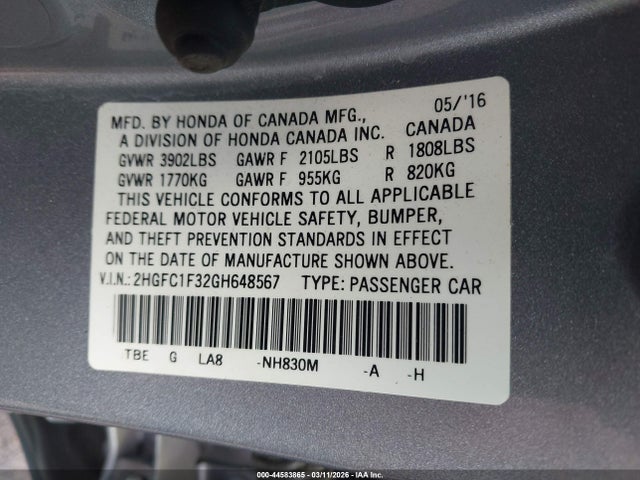 MFD. BY HONDA OF CANADA MFG., 05/'16
A DIVISION OF HONDA CANADA INC. CANADA
GVWR 3902LBS GAWR F 2105LBS R 1808LBS
GVWR 1770KG GAWR F 955KG R 820KG
THIS VEHICLE CONFORMS TO ALL APPLICABLE
FEDERAL MOTOR VEHICLE SAFETY, BUMPER,
AND THEFT PREVENTION STANDARDS IN EFFECT
ON THE DATE OF MANUFACTURE SHOWN ABOVE.
V.I.N.: 2HGFC1F32GH648567 TYPE: PASSENGER CAR
TBE G LA8 -NH830M -A -H
000-44583865 - 03/11/2026 - IAA Inc.